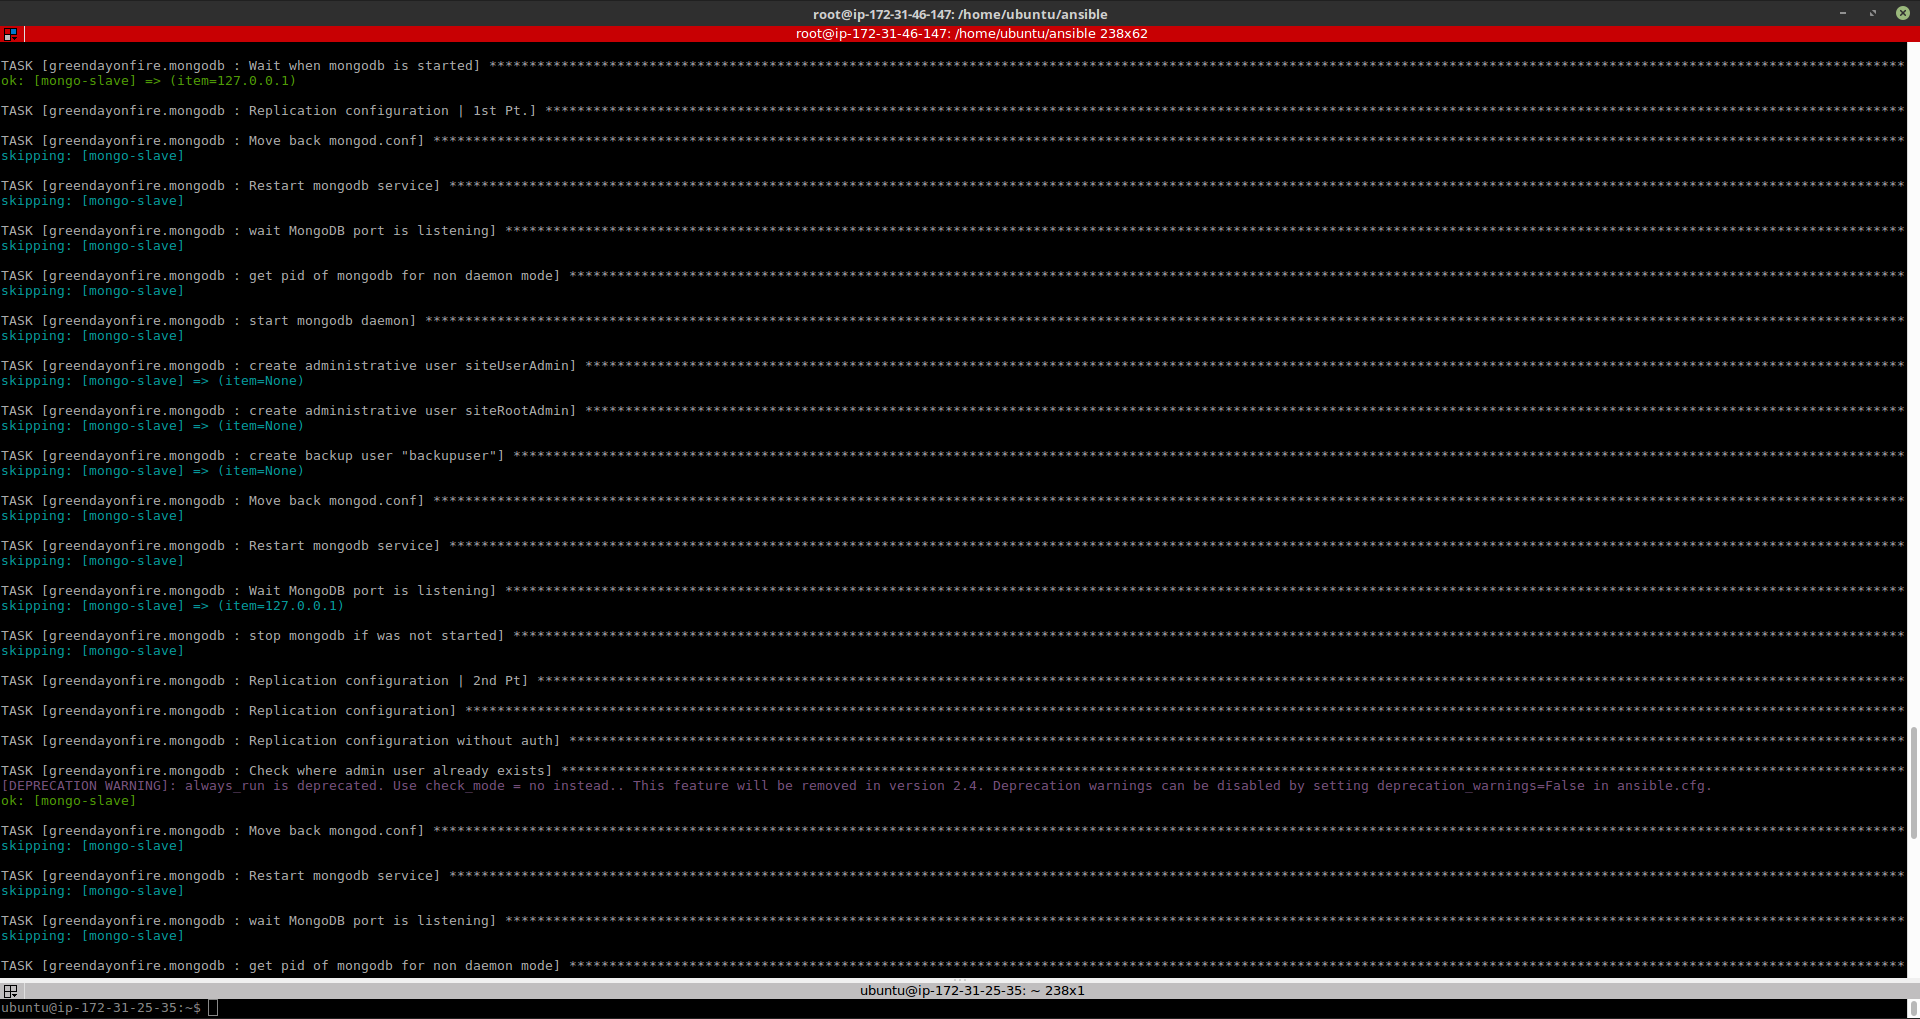 root@ip-172-31-46-147: /home/ubuntu/ansible
root@ip-172-31-46-147: /home/ubuntu/ansible 238x62
TASK [greendayonfire.mongodb : Wait when mongodb is started] ****
ok: [mongo-slave] => (item=127.0.0.1)
TASK [greendayonfire.mongodb : Replication configuration | 1st Pt.] ****
TASK [greendayonfire.mongodb : Move back mongod.conf] ****
skipping: [mongo-slave]
TASK [greendayonfire.mongodb : Restart mongodb service] ****
skipping: [mongo-slave]
TASK [greendayonfire.mongodb : wait MongoDB port is listening] ****
skipping: [mongo-slave]
TASK [greendayonfire.mongodb : get pid of mongodb for non daemon mode] ****
skipping: [mongo-slave]
TASK [greendayonfire.mongodb : start mongodb daemon] ****
skipping: [mongo-slave]
TASK [greendayonfire.mongodb : create administrative user siteUserAdmin] ****
skipping: [mongo-slave] => (item=None)
TASK [greendayonfire.mongodb : create administrative user siteRootAdmin] ****
skipping: [mongo-slave] => (item=None)
TASK [greendayonfire.mongodb : create backup user "backupuser"] ****
skipping: [mongo-slave] => (item=None)
TASK [greendayonfire.mongodb : Move back mongod.conf] ****
skipping: [mongo-slave]
TASK [greendayonfire.mongodb : Restart mongodb service] ****
skipping: [mongo-slave]
TASK [greendayonfire.mongodb : Wait MongoDB port is listening] ****
skipping: [mongo-slave] => (item=127.0.0.1)
TASK [greendayonfire.mongodb : stop mongodb if was not started] ****
skipping: [mongo-slave]
TASK [greendayonfire.mongodb : Replication configuration | 2nd Pt] ****
TASK [greendayonfire.mongodb : Replication configuration] ****
TASK [greendayonfire.mongodb : Replication configuration without auth] ****
TASK [greendayonfire.mongodb : Check where admin user already exists] ****
[DEPRECATION WARNING]: always_run is deprecated. Use check_mode = no instead.. This feature will be removed in version 2.4. Deprecation warnings can be disabled by setting deprecation_warnings=False in ansible.cfg.
ok: [mongo-slave]
TASK [greendayonfire.mongodb : Move back mongod.conf] ****
skipping: [mongo-slave]
TASK [greendayonfire.mongodb : Restart mongodb service] ****
skipping: [mongo-slave]
TASK [greendayonfire.mongodb : wait MongoDB port is listening] ****
skipping: [mongo-slave]
TASK [greendayonfire.mongodb : get pid of mongodb for non daemon mode] ****
ubuntu@ip-172-31-25-35: ~ 238x1
ubuntu@ip-172-31-25-35:~$